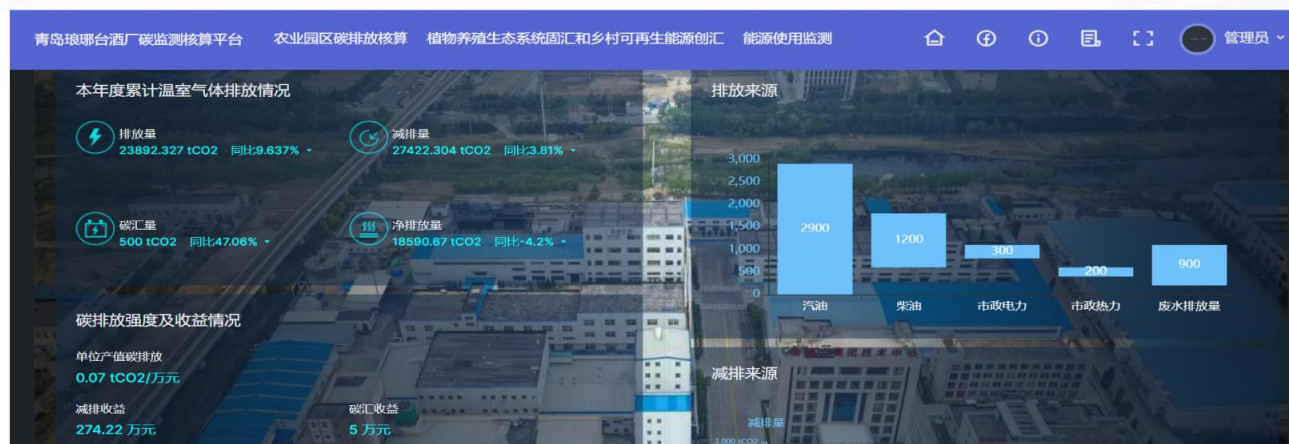 青岛琅琊台酒厂碳监测核算平台 农业园区碳排放核算 植物养殖生态系统固汇和乡村可再生能源创汇 能源使用监测 管理员
本年度累计温室气体排放情况
排放量
23892.327 tCO2 同比9.637%
减排量
27422.304 tCO2 同比3.81%
碳汇量
500 tCO2 同比47.06%
净排放量
18590.67 tCO2 同比-4.2%
碳排放强度及收益情况
单位产值碳排放
0.07 tCO2/万元
减排收益
274.22 万元
碳汇收益
5 万元
排放来源
3,000
2,500
2,000
1,500
1,000
500
0
2900
1200
300
200
900
汽油 柴油 市政电力 市政热力 废水排放量
减排来源
减排量
3,000 tCO2